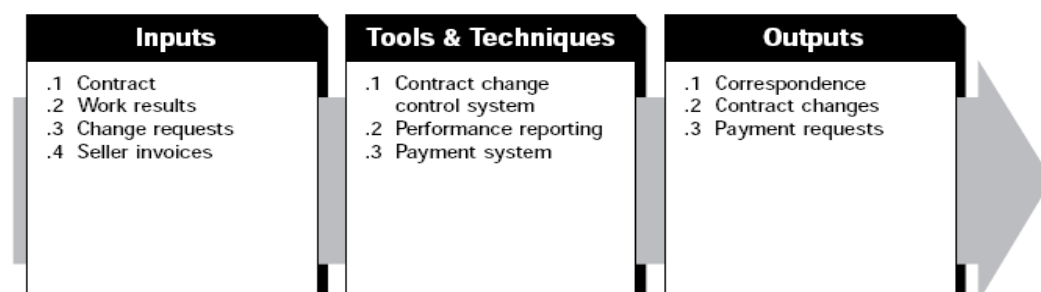 Inputs
.1 Contract
.2 Work results
.3 Change requests
.4 Seller invoices
Tools & Techniques
.1 Contract change
control system
.2 Performance reporting
.3 Payment system
Outputs
.1 Correspondence
.2 Contract changes
.3 Payment requests